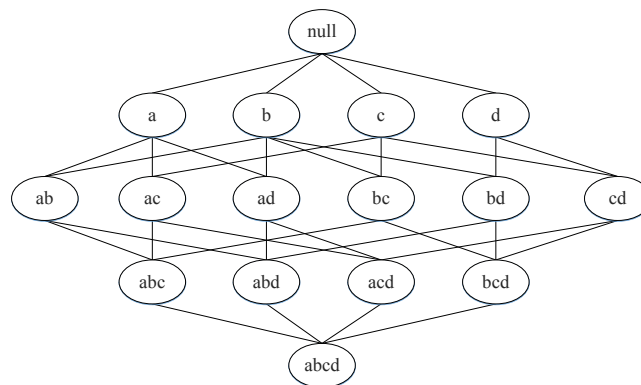 null
a b c d
ab ac ad bc bd cd
abc abd acd bcd
abcd